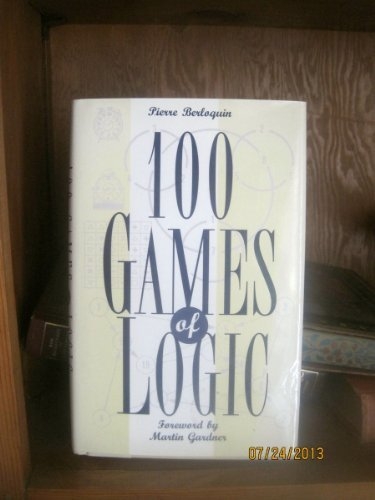 Pierre Berloquin
100
GAMES
of
LOGIC
Foreword by
Martin Gardner
07/24/2013